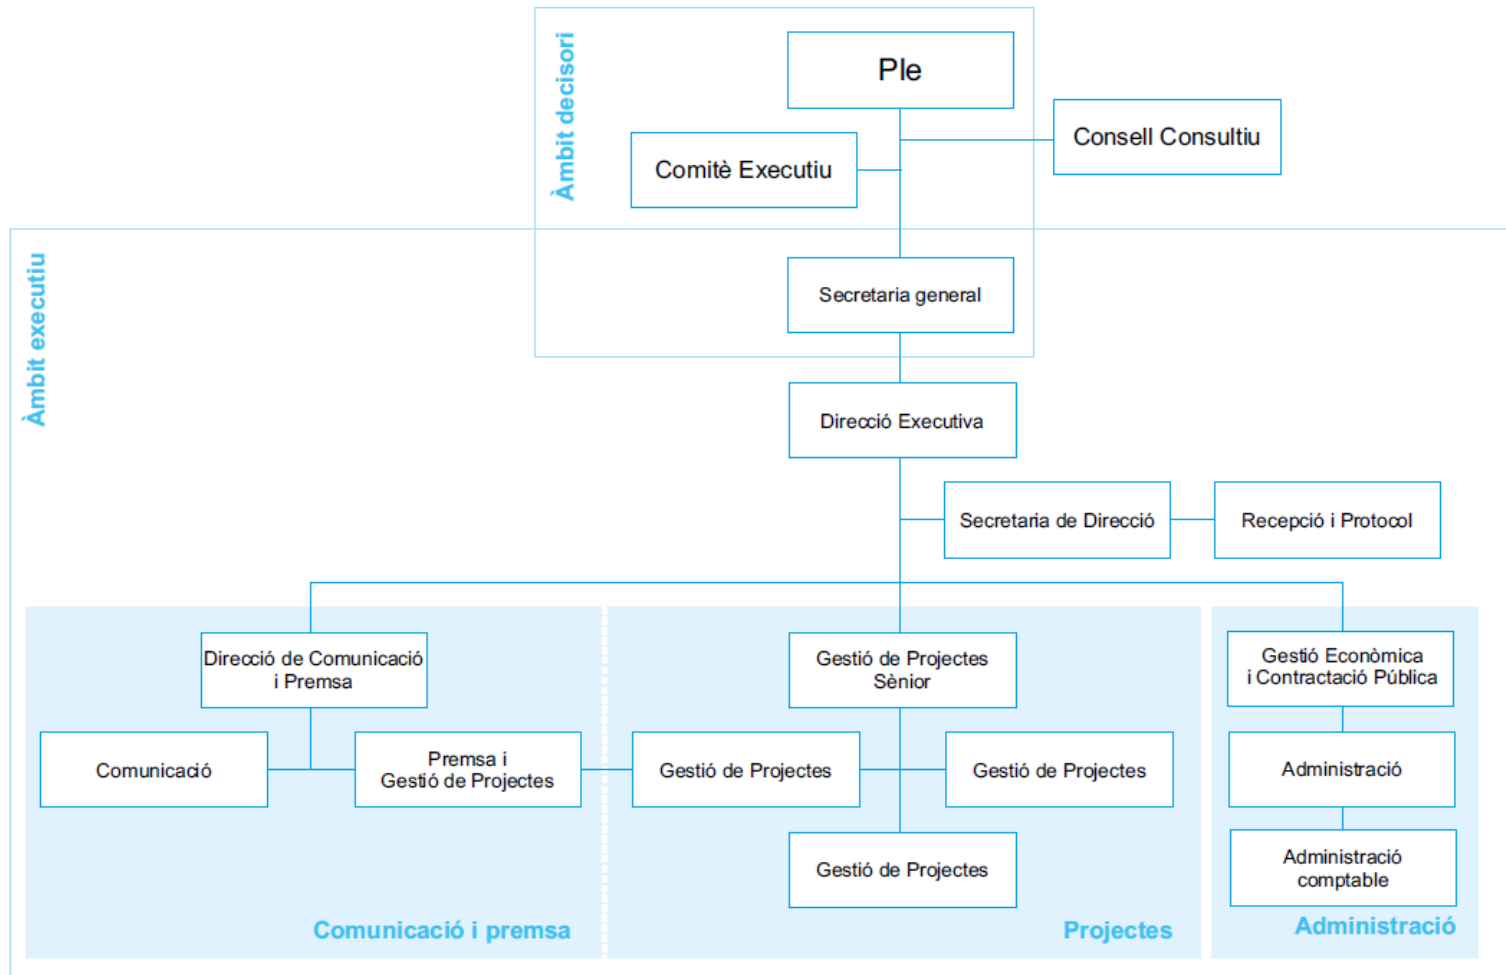 Àmbit decisori
Ple
Consell Consultiu
Comitè Executiu
Àmbit executiu
Secretaria general
Direcció Executiva
Secretaria de Direcció
Recepció i Protocol
Direcció de Comunicació
i Premsa
Gestió de Projectes
Sènior
Gestió Econòmica
i Contractació Pública
Comunicació
Premsa i
Gestió de Projectes
Gestió de Projectes
Gestió de Projectes
Administració
Gestió de Projectes
Administració
comptable
Comunicació i premsa
Projectes
Administració